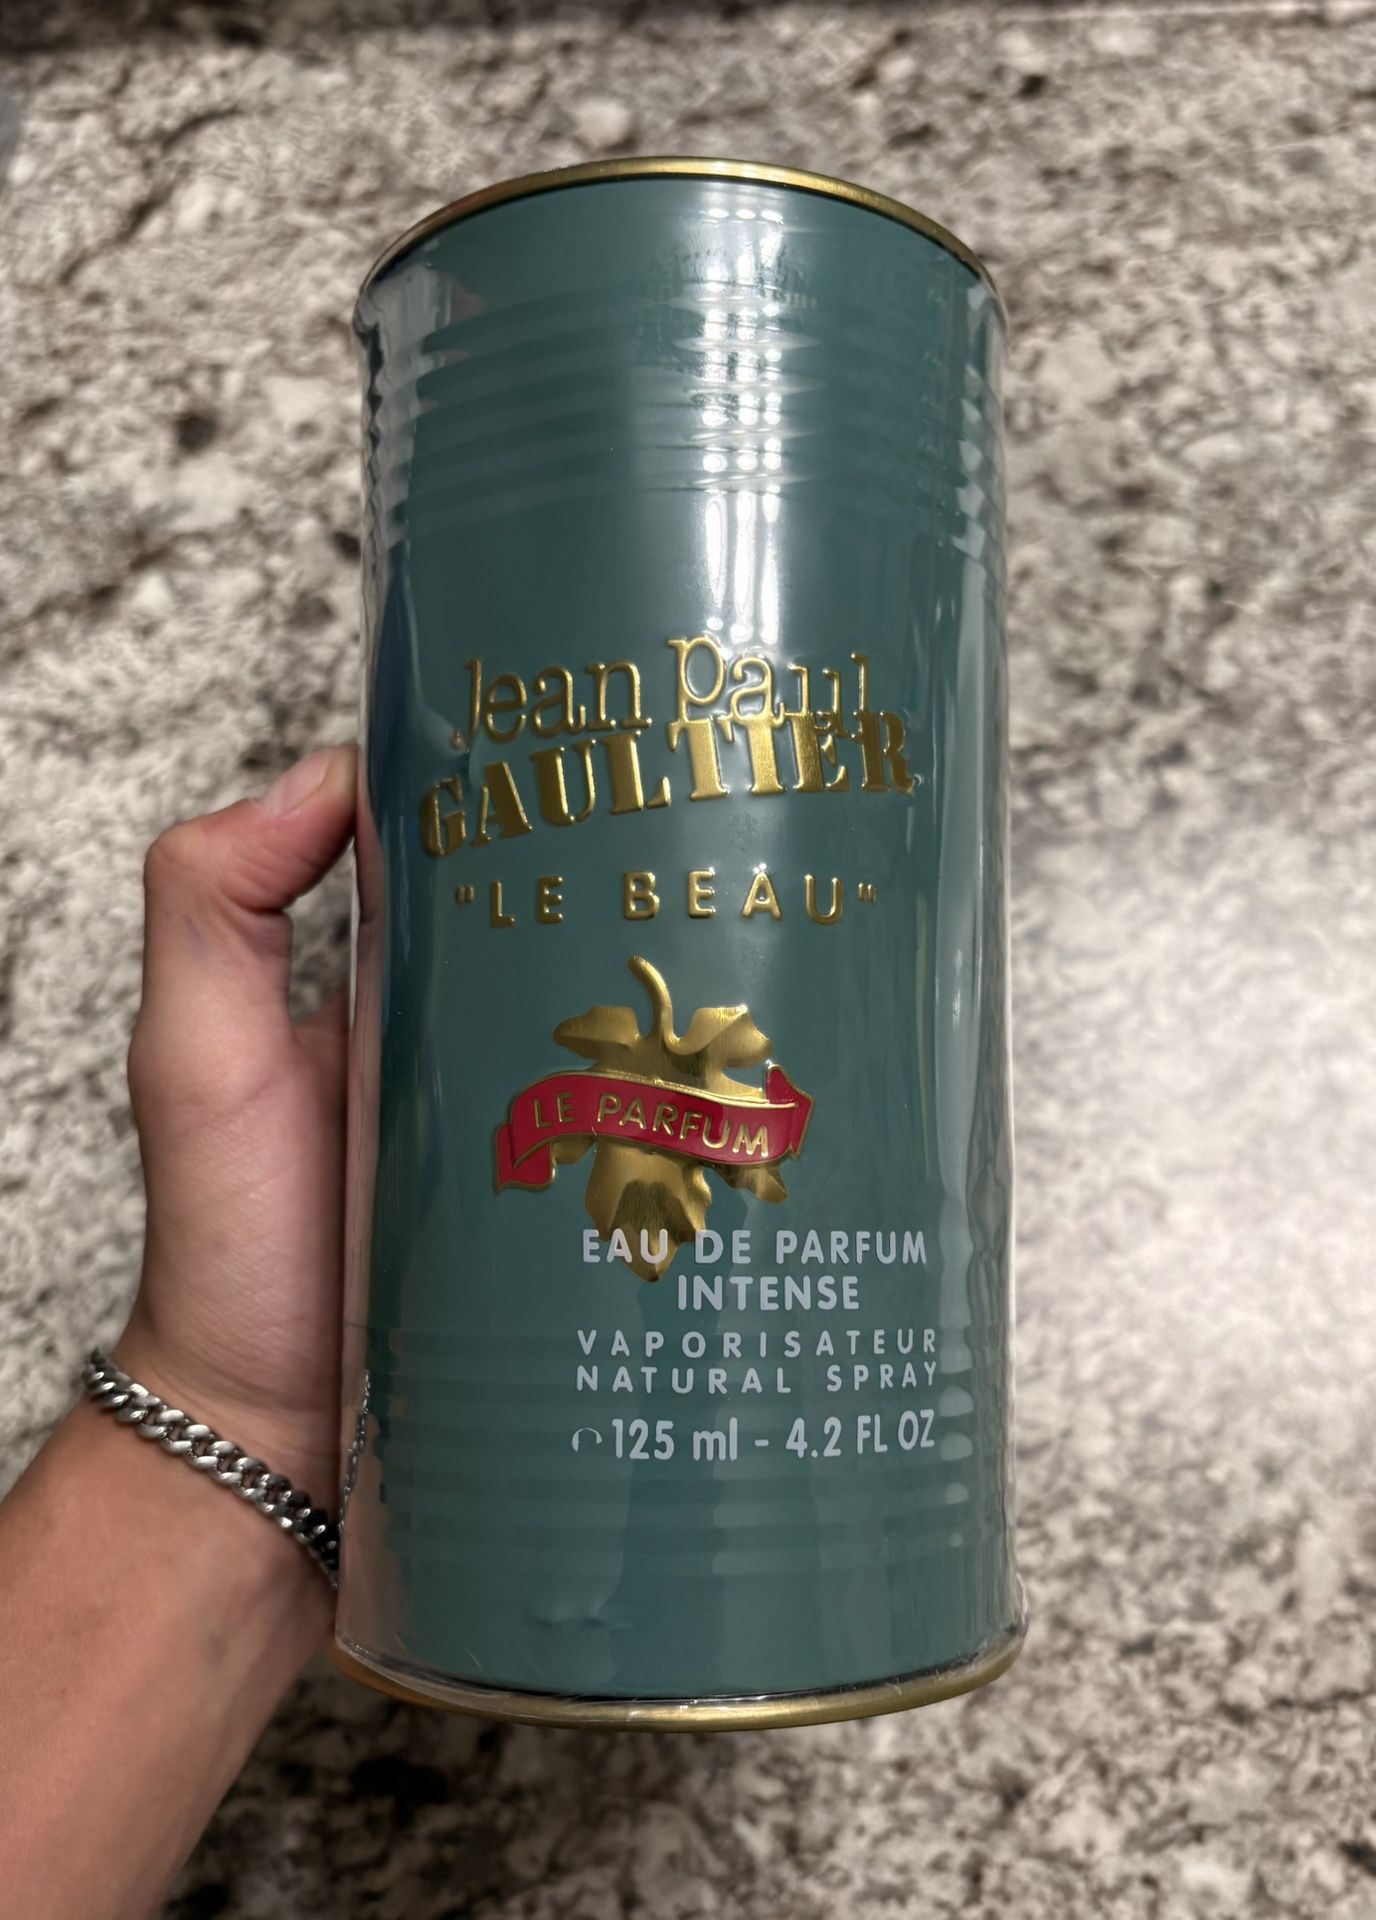 Jean Paul
GAULTIER
"LE BEAU"
LE PARFUM
EAU DE PARFUM
INTENSE
VAPORISATEUR
NATURAL SPRAY
℮125 ml - 4.2 FL OZ